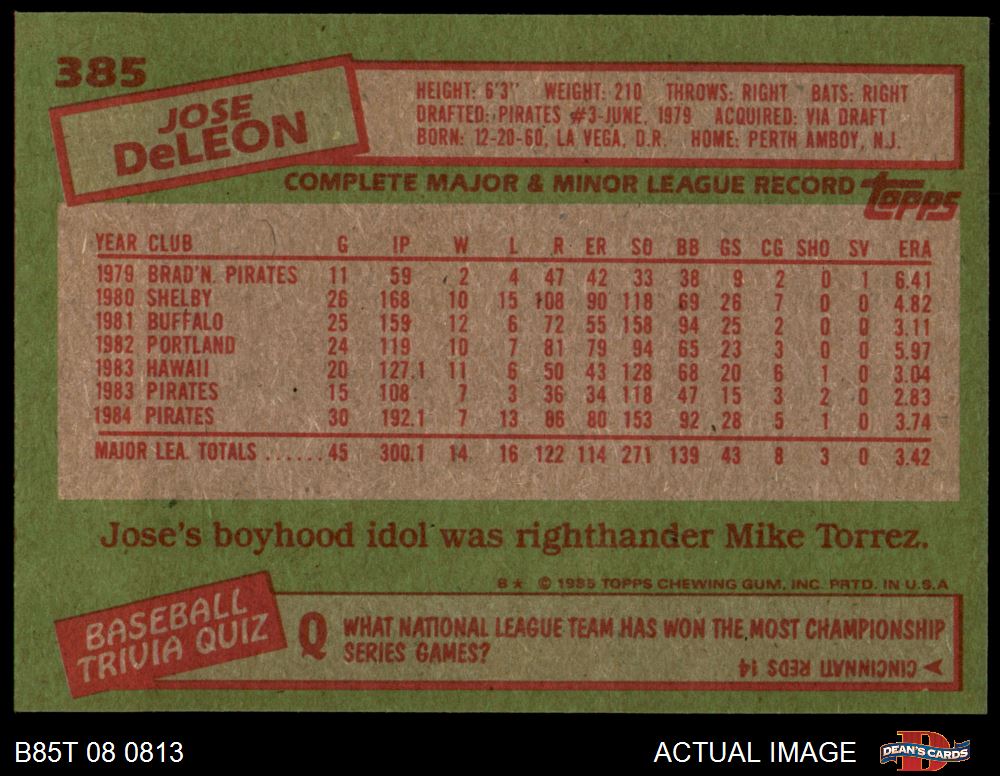 385
JOSE
DeLEON
HEIGHT: 6'3" WEIGHT: 210 THROWS: RIGHT BATS: RIGHT
DRAFTED: PIRATES #3-JUNE, 1979 ACQUIRED: VIA DRAFT
BORN: 12-20-60, LA VEGA, D.R. HOME: PERTH AMBOY, N.J.
COMPLETE MAJOR & MINOR LEAGUE RECORD topps
YEAR CLUB G IP W L R ER SO BB GS CG SHO SV ERA
1979 BRAD'N. PIRATES 11 59 2 4 47 42 33 38 9 2 0 1 6.41
1980 SHELBY 26 168 10 15 108 90 118 69 26 7 0 0 4.82
1981 BUFFALO 25 159 12 6 72 55 158 94 25 2 0 0 3.11
1982 PORTLAND 24 119 10 7 81 79 94 65 23 3 0 0 5.97
1983 HAWAII 20 127.1 11 6 50 43 128 68 20 6 1 0 3.04
1983 PIRATES 15 108 7 3 36 34 118 47 15 3 2 0 2.83
1984 PIRATES 30 192.1 7 13 86 80 153 92 28 5 1 0 3.74
MAJOR LEA. TOTALS ......45 300.1 14 16 122 114 271 139 43 8 3 0 3.42
Jose's boyhood idol was righthander Mike Torrez.
B★ © 1985 TOPPS CHEWING GUM, INC. PRTD. IN U.S.A
BASEBALL
TRIVIA QUIZ
Q WHAT NATIONAL LEAGUE TEAM HAS WON THE MOST CHAMPIONSHIP
SERIES GAMES?
CINCINNATI REDS 14
B85T 08 0813
ACTUAL IMAGE
DEAN'S CARDS